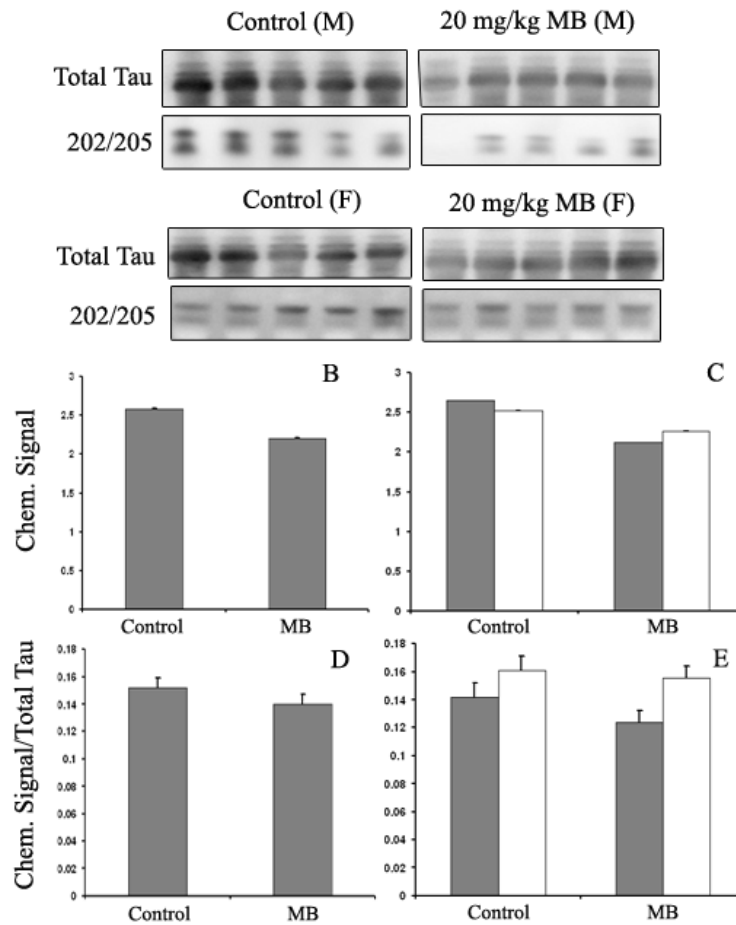 Control (M) 20 mg/kg MB (M)
Total Tau
202/205
Control (F) 20 mg/kg MB (F)
Total Tau
202/205
B
Chem. Signal
3
2.5
2
1.5
1
0.5
0
Control MB
C
3
2.5
2
1.5
1
0.5
0
Control MB
D
Chem. Signal/Total Tau
0.18
0.16
0.14
0.12
0.1
0.08
0.06
0.04
0.02
0
Control MB
E
0.18
0.16
0.14
0.12
0.1
0.08
0.06
0.04
0.02
0
Control MB